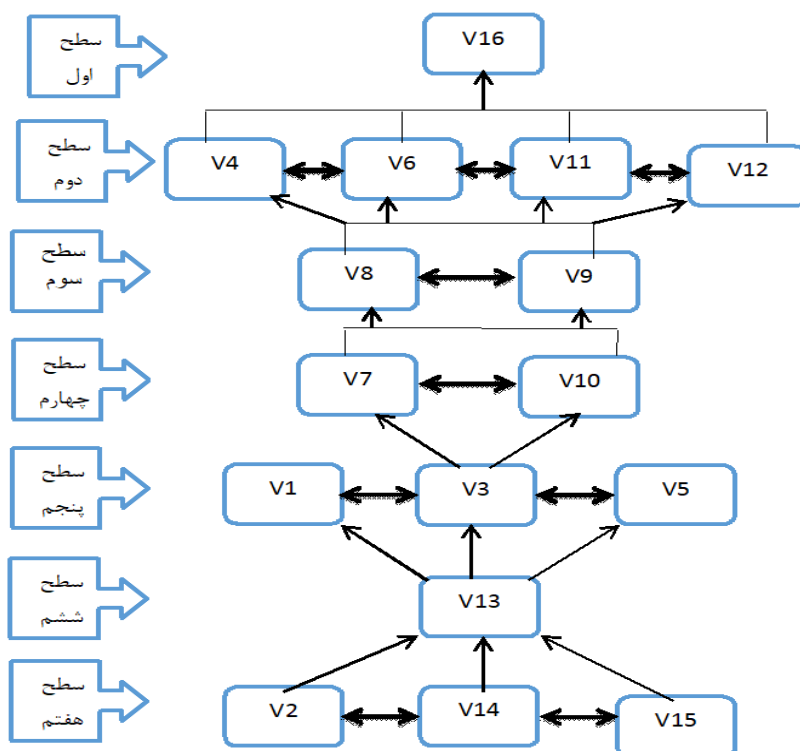 سطح
اول
V16
سطح
دوم
V4
V6
V11
V12
سطح
سوم
V8
V9
سطح
چهارم
V7
V10
سطح
پنجم
V1
V3
V5
سطح
ششم
V13
سطح
هفتم
V2
V14
V15